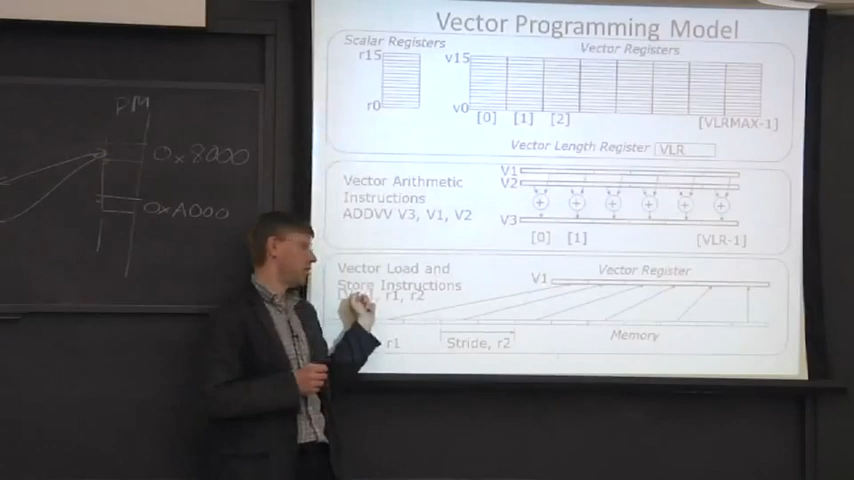 PM
0x8000
0xA000
Vector Programming Model
Scalar Registers
r15
r0
Vector Registers
v15
v0
[0] [1] [2] [VLRMAX-1]
Vector Length Register VLR
Vector Arithmetic
Instructions
ADDVV V3, V1, V2
V1
V2
V3
+ + + + + +
[0] [1] [VLR-1]
Vector Load and
Store Instructions
r1, r2
V1
Vector Register
r1
Stride, r2
Memory